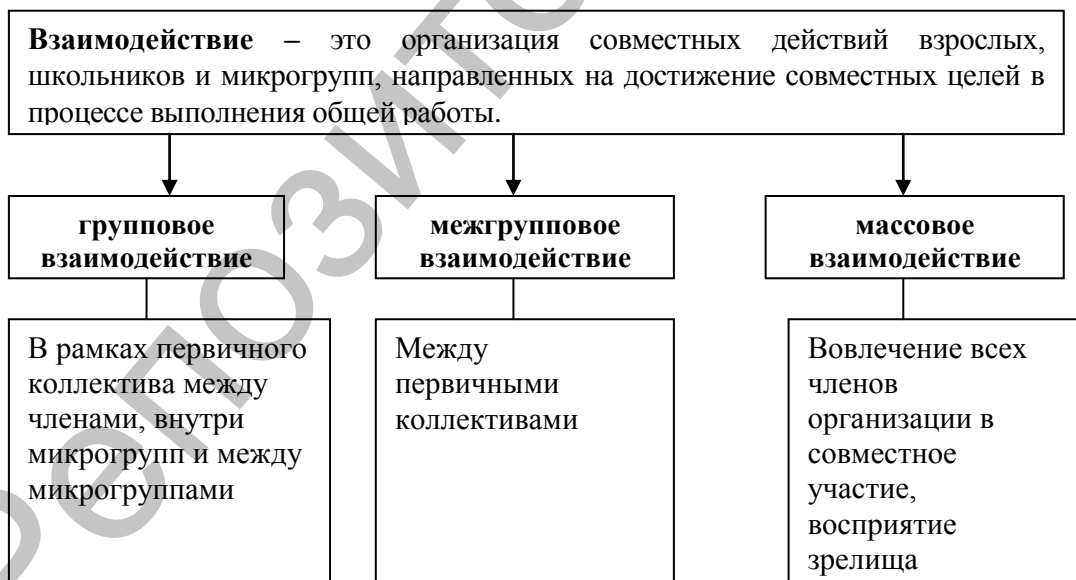 Взаимодействие – это организация совместных действий взрослых,
школьников и микрогрупп, направленных на достижение совместных целей в
процессе выполнения общей работы.
групповое
взаимодействие
межгрупповое
взаимодействие
массовое
взаимодействие
В рамках первичного
коллектива между
членами, внутри
микрогрупп и между
микрогруппами
Между
первичными
коллективами
Вовлечение всех
членов
организации в
совместное
участие,
восприятие
зрелища